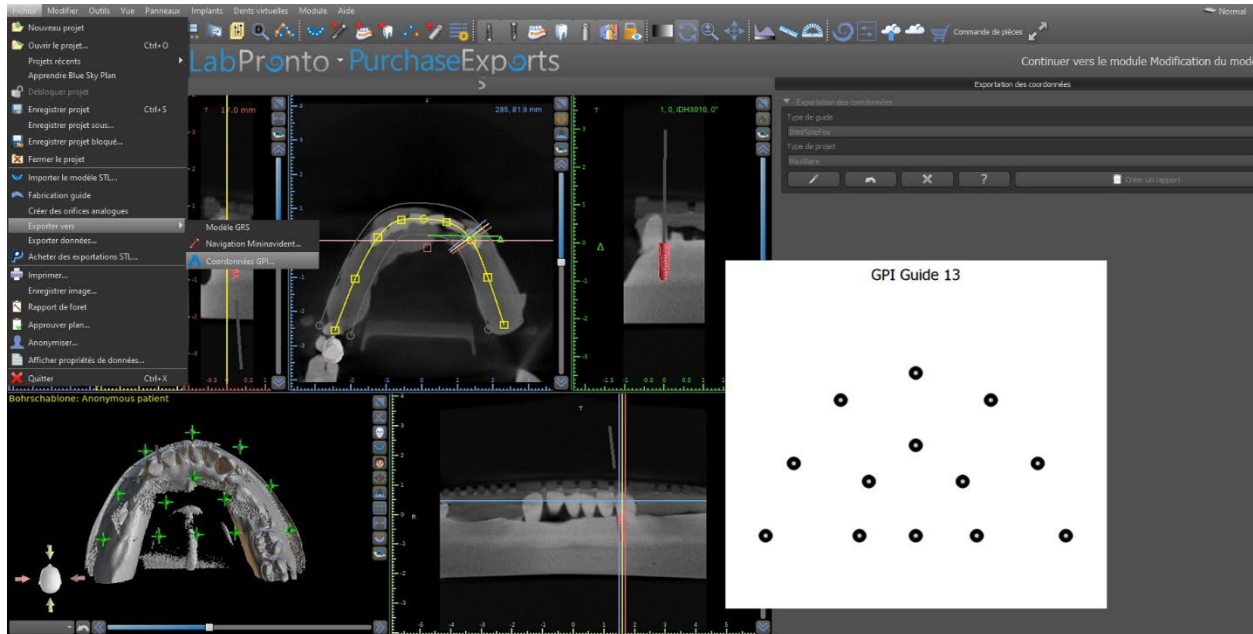 Fichier Modifier Outils Vue Panneaux Implants Dents virtuelles Module Aide
Normal
Nouveau projet
Ouvrir le projet... Ctrl+O
Projets récents
Apprendre Blue Sky Plan
Débloquer projet
Enregistrer projet Ctrl+S
Enregistrer projet sous...
Enregistrer projet bloqué...
Fermer le projet
Importer le modèle STL...
Fabrication guide
Créer des orifices analogues
Exporter vers
Exporter données...
Acheter des exportations STL...
Imprimer...
Enregistrer image...
Rapport de foret
Approuver plan...
Anonymiser...
Afficher propriétés de données...
Quitter Ctrl+X
Modèle GRS
Navigation Mininavident...
Coordonnées GPI...
Commande de pièces
LabPronto - PurchaseExports
Continuer vers le module Modification du mod
T 17.0 mm
F 285, 81.9 mm
T 1, 0, IDH3010, 0°
Exportation des coordonnées
Exportation des coordonnées
Type de guide
BitePlateFox
Type de projet
Maxillaire
?
Créer un rapport
GPI Guide 13
Bohrschablone: Anonymous patient
T
R